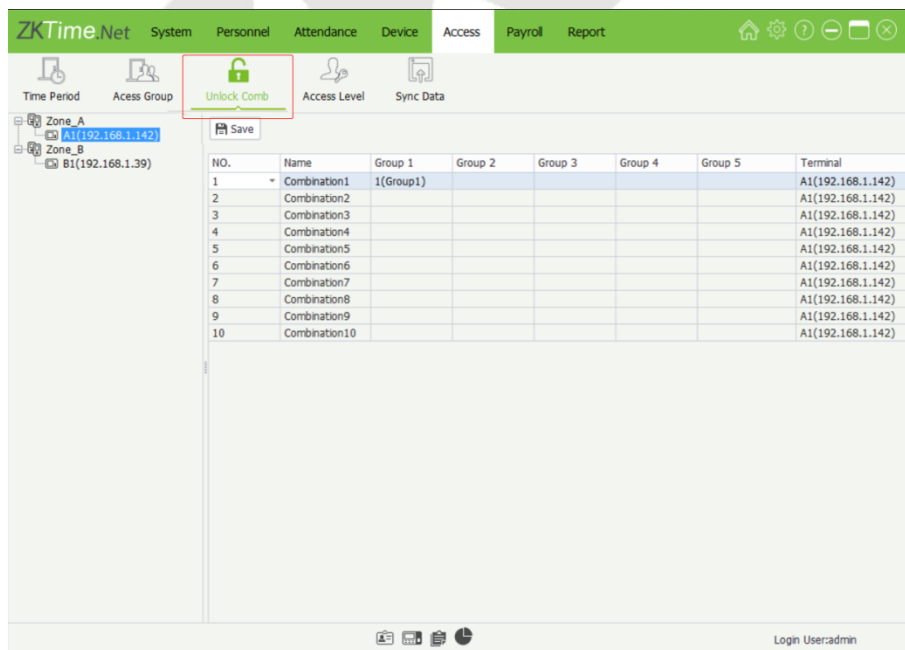 ZKTime.Net System Personnel Attendance Device Access Payroll Report
Time Period Acess Group Unlock Comb Access Level Sync Data
Zone_A
A1(192.168.1.142)
Zone_B
B1(192.168.1.39)
Save
NO. Name Group 1 Group 2 Group 3 Group 4 Group 5 Terminal
1 Combination1 1(Group1) A1(192.168.1.142)
2 Combination2 A1(192.168.1.142)
3 Combination3 A1(192.168.1.142)
4 Combination4 A1(192.168.1.142)
5 Combination5 A1(192.168.1.142)
6 Combination6 A1(192.168.1.142)
7 Combination7 A1(192.168.1.142)
8 Combination8 A1(192.168.1.142)
9 Combination9 A1(192.168.1.142)
10 Combination10 A1(192.168.1.142)
Login User:admin